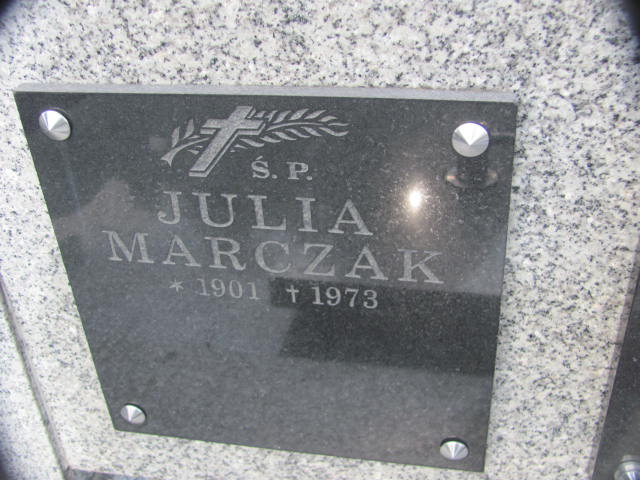 Ś. P.
JULIA
MARCZAK
* 1901 † 1973